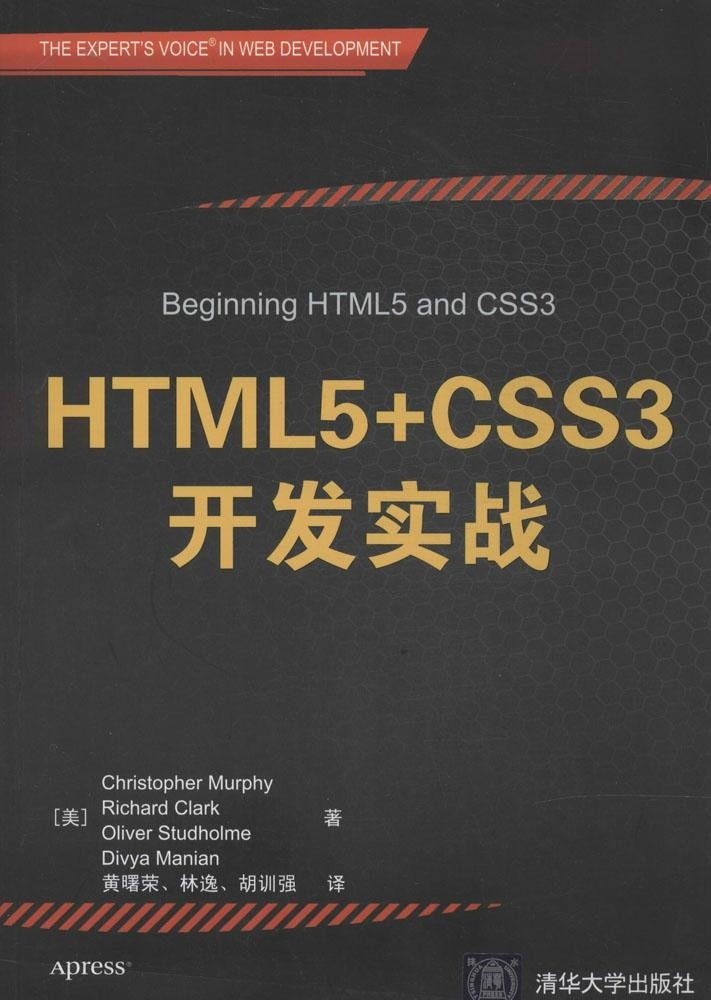 THE EXPERT'S VOICE® IN WEB DEVELOPMENT
Beginning HTML5 and CSS3
HTML5+CSS3
开发实战
[美]
Christopher Murphy
Richard Clark
Oliver Studholme
Divya Manian
著
黄曙荣、林逸、胡训强 译
Apress®
清华大学出版社